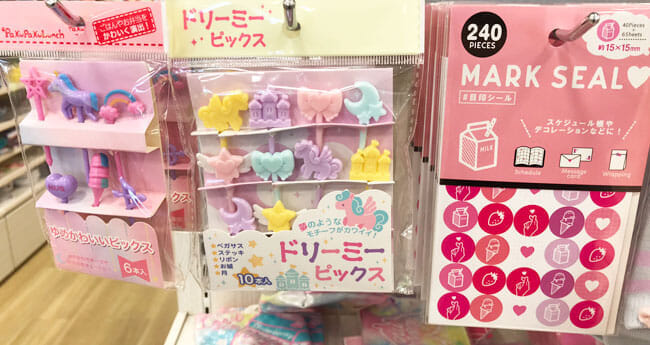 PaKuPaKuLunch
ごはんやお弁当を
かわいく演出!
ゆめかわいいピックス
6本入
ドリーミー
ピックス
夢のような
モチーフがカワイイ!
★ペガサス
★ステッキ
★リボン
★お城
★月
ドリーミー
ピックス
10本入
240
PIECES
40Pieces
×
6Sheets
約15×15mm
MARK SEAL
#目印シール
スケジュール帳や
デコレーションなどに!
MILK
Schedule
Message
card
Wrapping